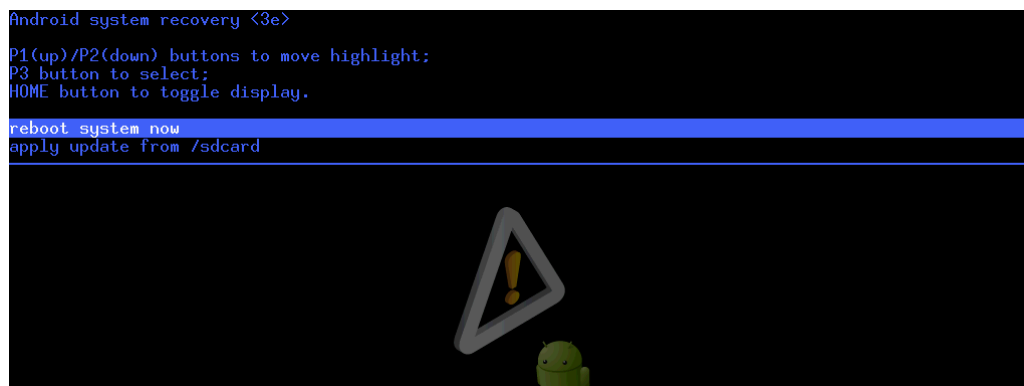 Android system recovery <3e>
P1(up)/P2(down) buttons to move highlight;
P3 button to select;
HOME button to toggle display.
reboot system now
apply update from /sdcard